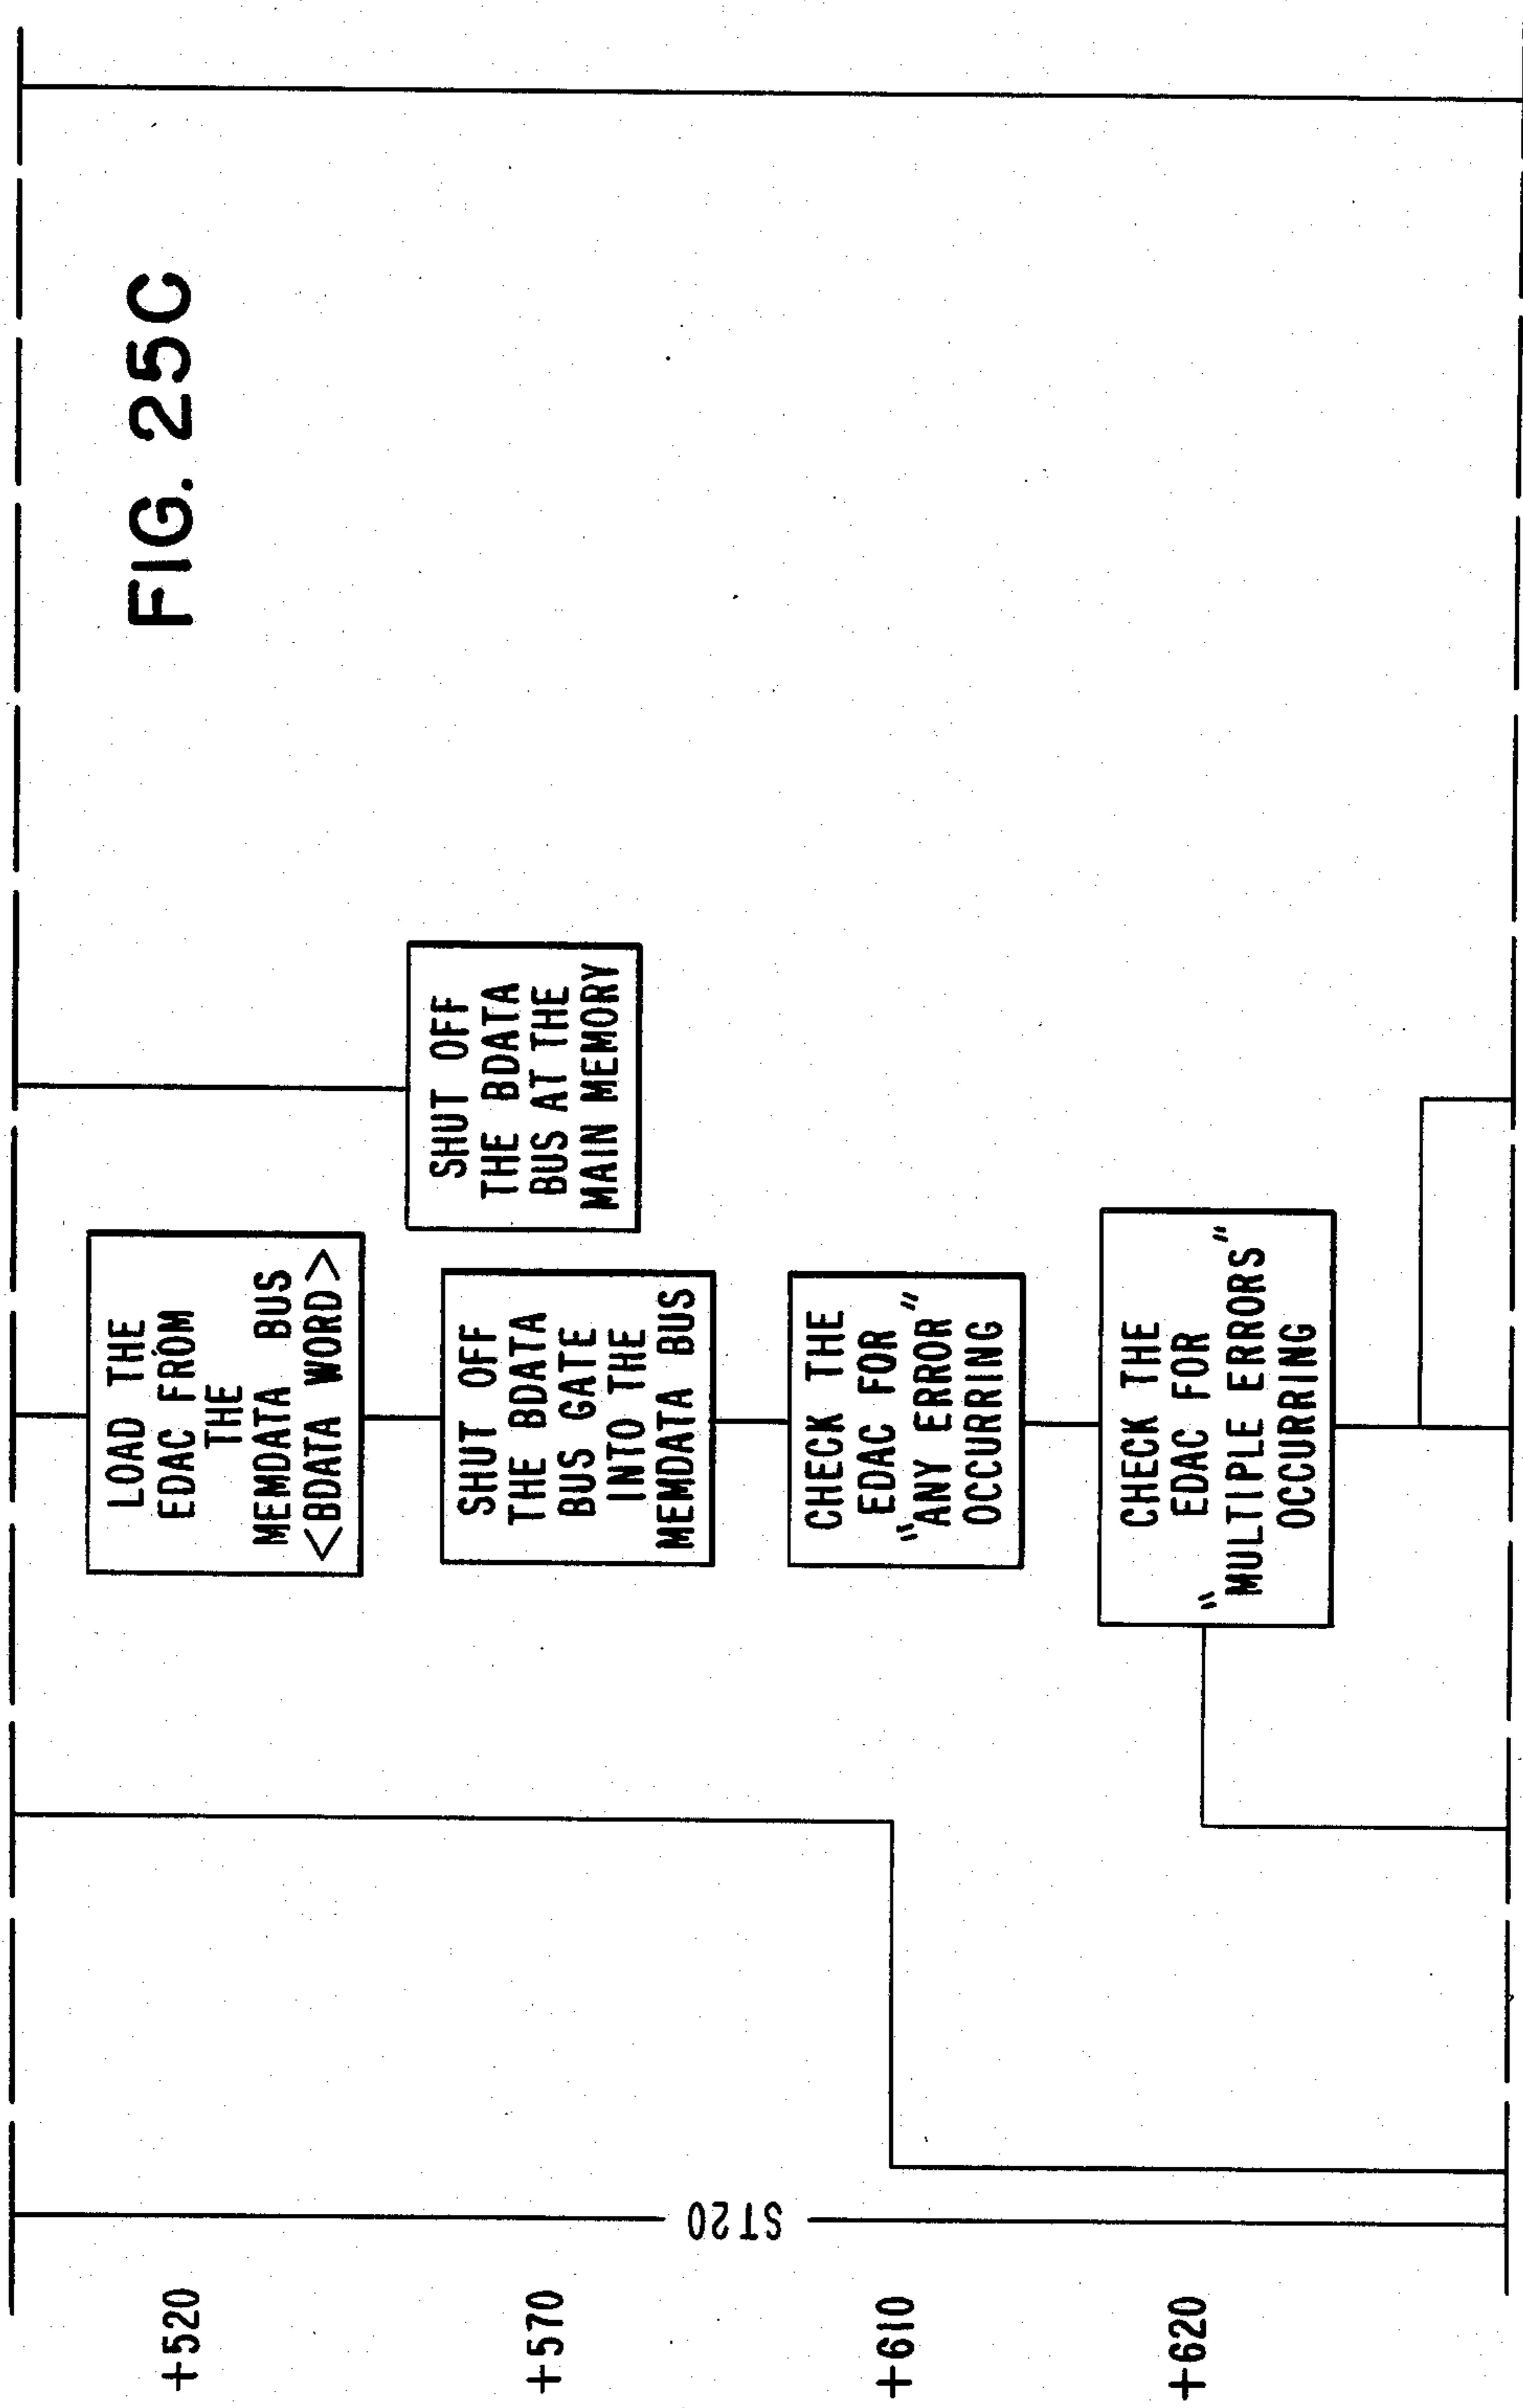 FIG. 25C
+520
LOAD THE
EDAC FROM
THE
MEMDATA BUS
<BDATA WORD>
+570
SHUT OFF
THE BDATA
BUS GATE
INTO THE
MEMDATA BUS
SHUT OFF
THE BDATA
BUS AT THE
MAIN MEMORY
ST20
+610
CHECK THE
EDAC FOR
"ANY ERROR"
OCCURRING
+620
CHECK THE
EDAC FOR
"MULTIPLE ERRORS"
OCCURRING